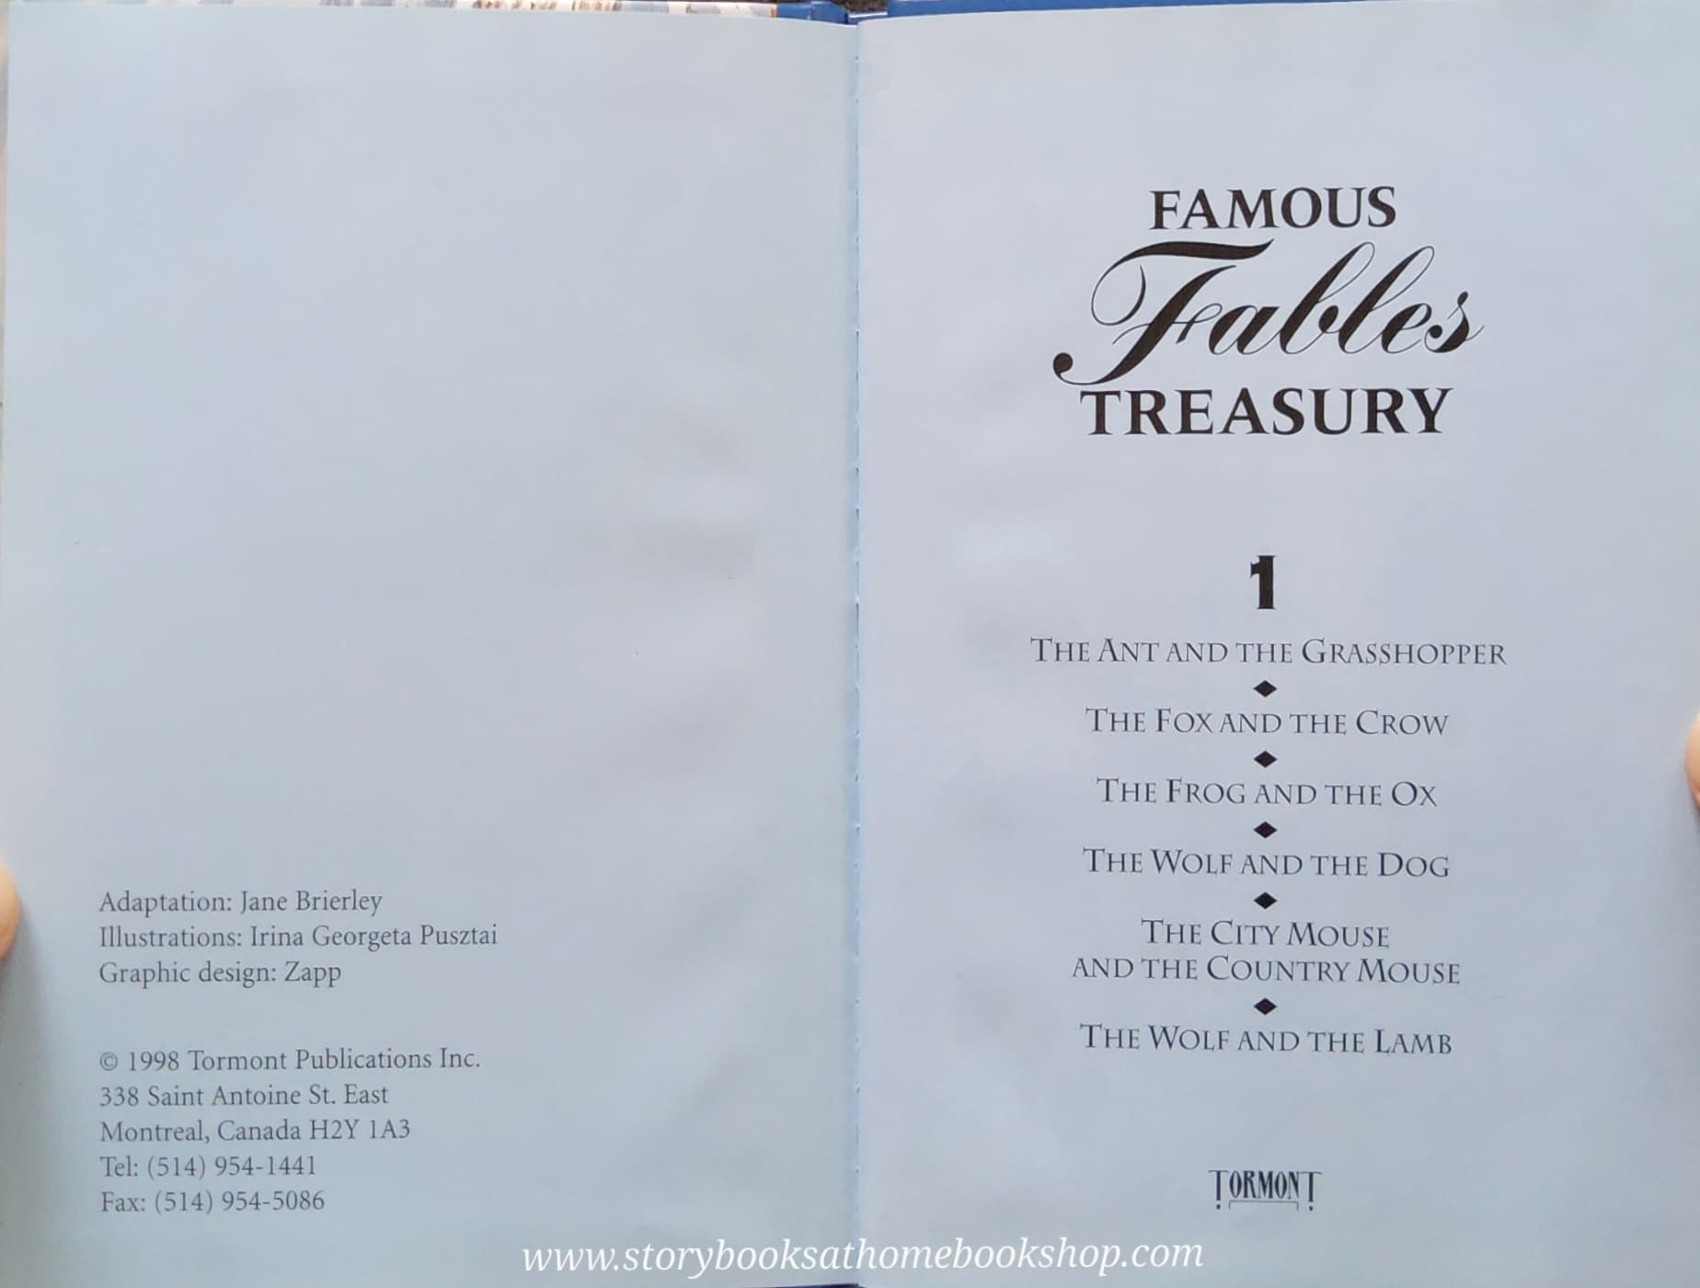 Adaptation: Jane Brierley
Illustrations: Irina Georgeta Pusztai
Graphic design: Zapp
© 1998 Tormont Publications Inc.
338 Saint Antoine St. East
Montreal, Canada H2Y 1A3
Tel: (514) 954-1441
Fax: (514) 954-5086
FAMOUS
Fables
TREASURY
1
THE ANT AND THE GRASSHOPPER
THE FOX AND THE CROW
THE FROG AND THE OX
THE WOLF AND THE DOG
THE CITY MOUSE
AND THE COUNTRY MOUSE
THE WOLF AND THE LAMB
TORMONT
www.storybooksathomebookshop.com